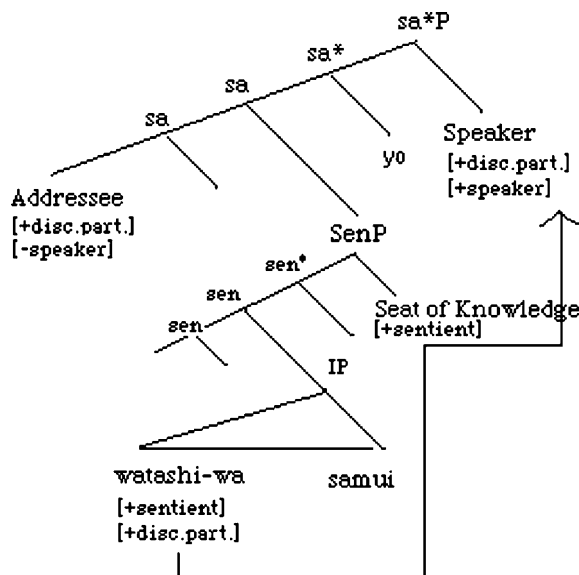 sa*P
sa*
sa
sa
yo
Speaker
[+disc.part.]
[+speaker]
Addressee
[+disc.part.]
[-speaker]
SenP
sen*
sen
sen
Seat of Knowledge
[+sentient]
IP
watashi-wa
samui
[+sentient]
[+disc.part.]